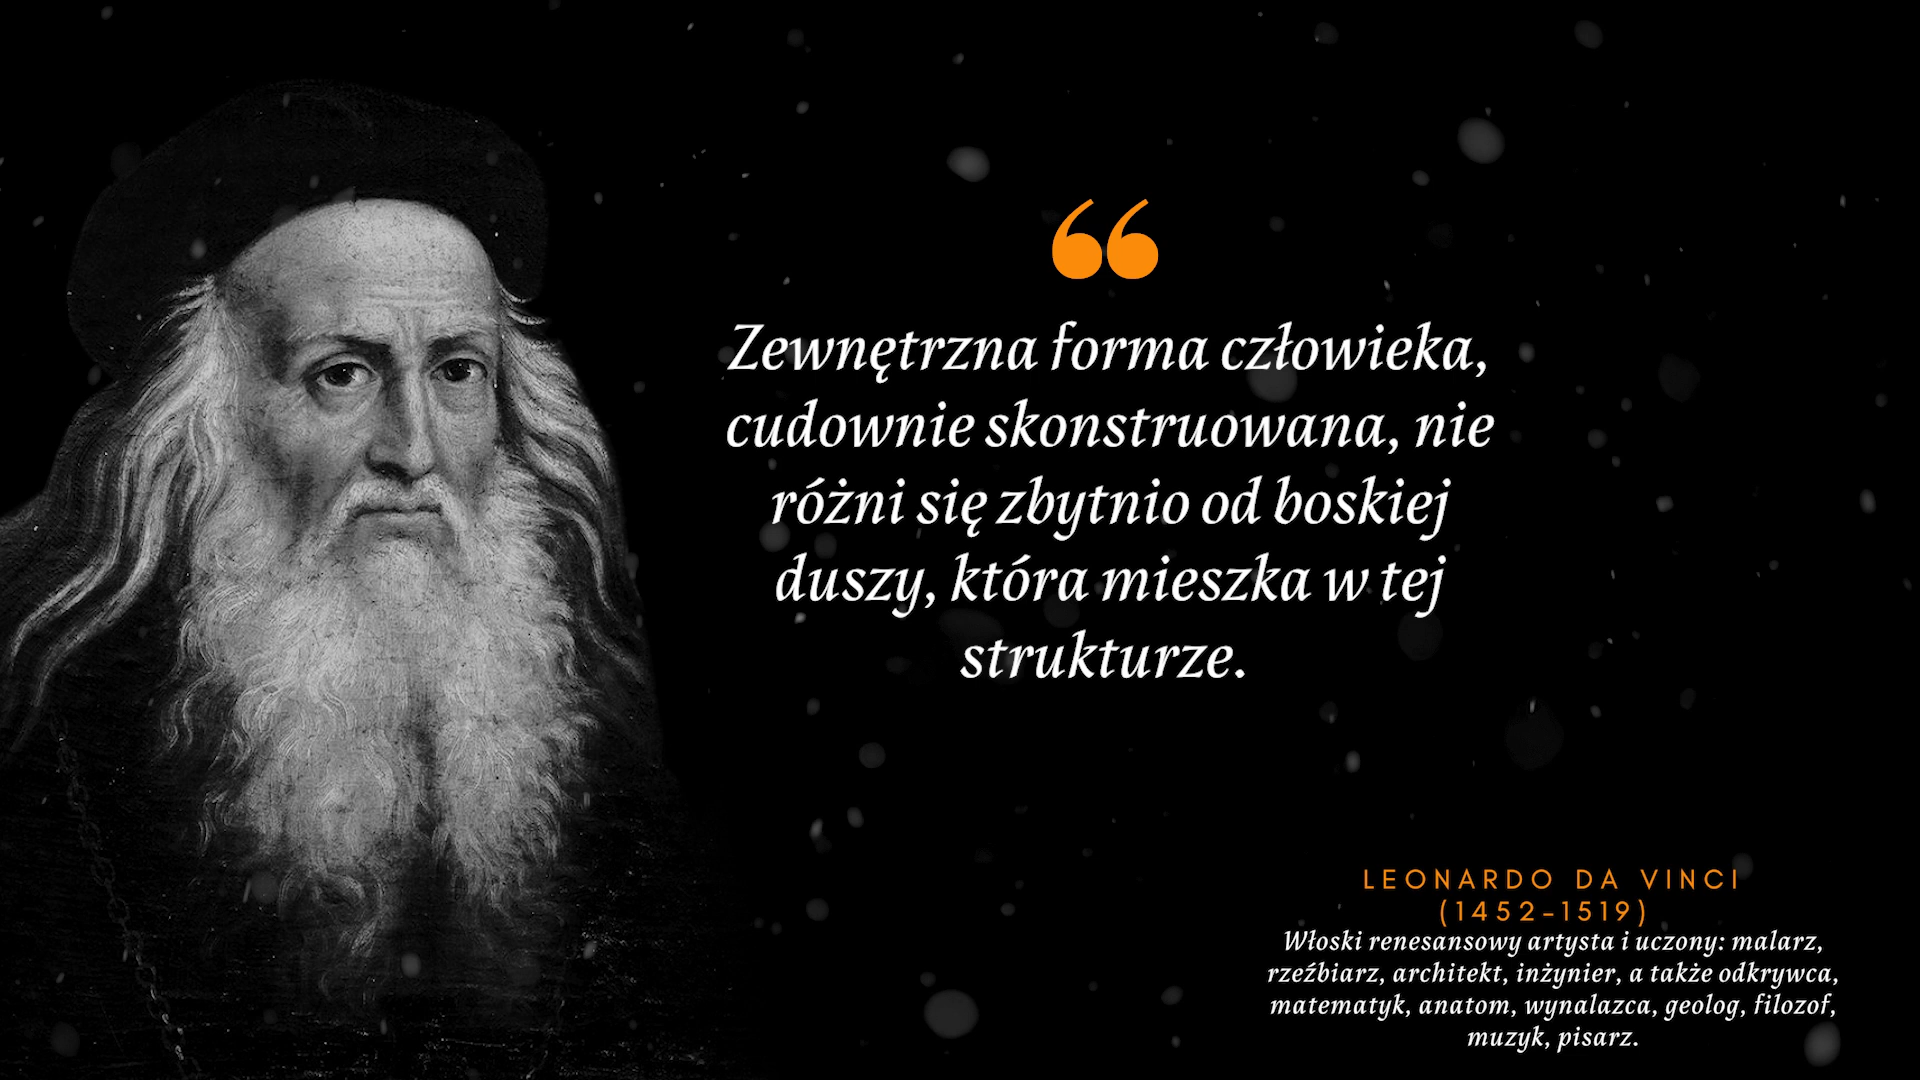 “
Zewnętrzna forma człowieka,
cudownie skonstruowana, nie
różni się zbytnio od boskiej
duszy, która mieszka w tej
strukturze.
LEONARDO DA VINCI
(1452-1519)
Włoski renesansowy artysta i uczony: malarz,
rzeźbiarz, architekt, inżynier, a także odkrywca,
matematyk, anatom, wynalazca, geolog, filozof,
muzyk, pisarz.